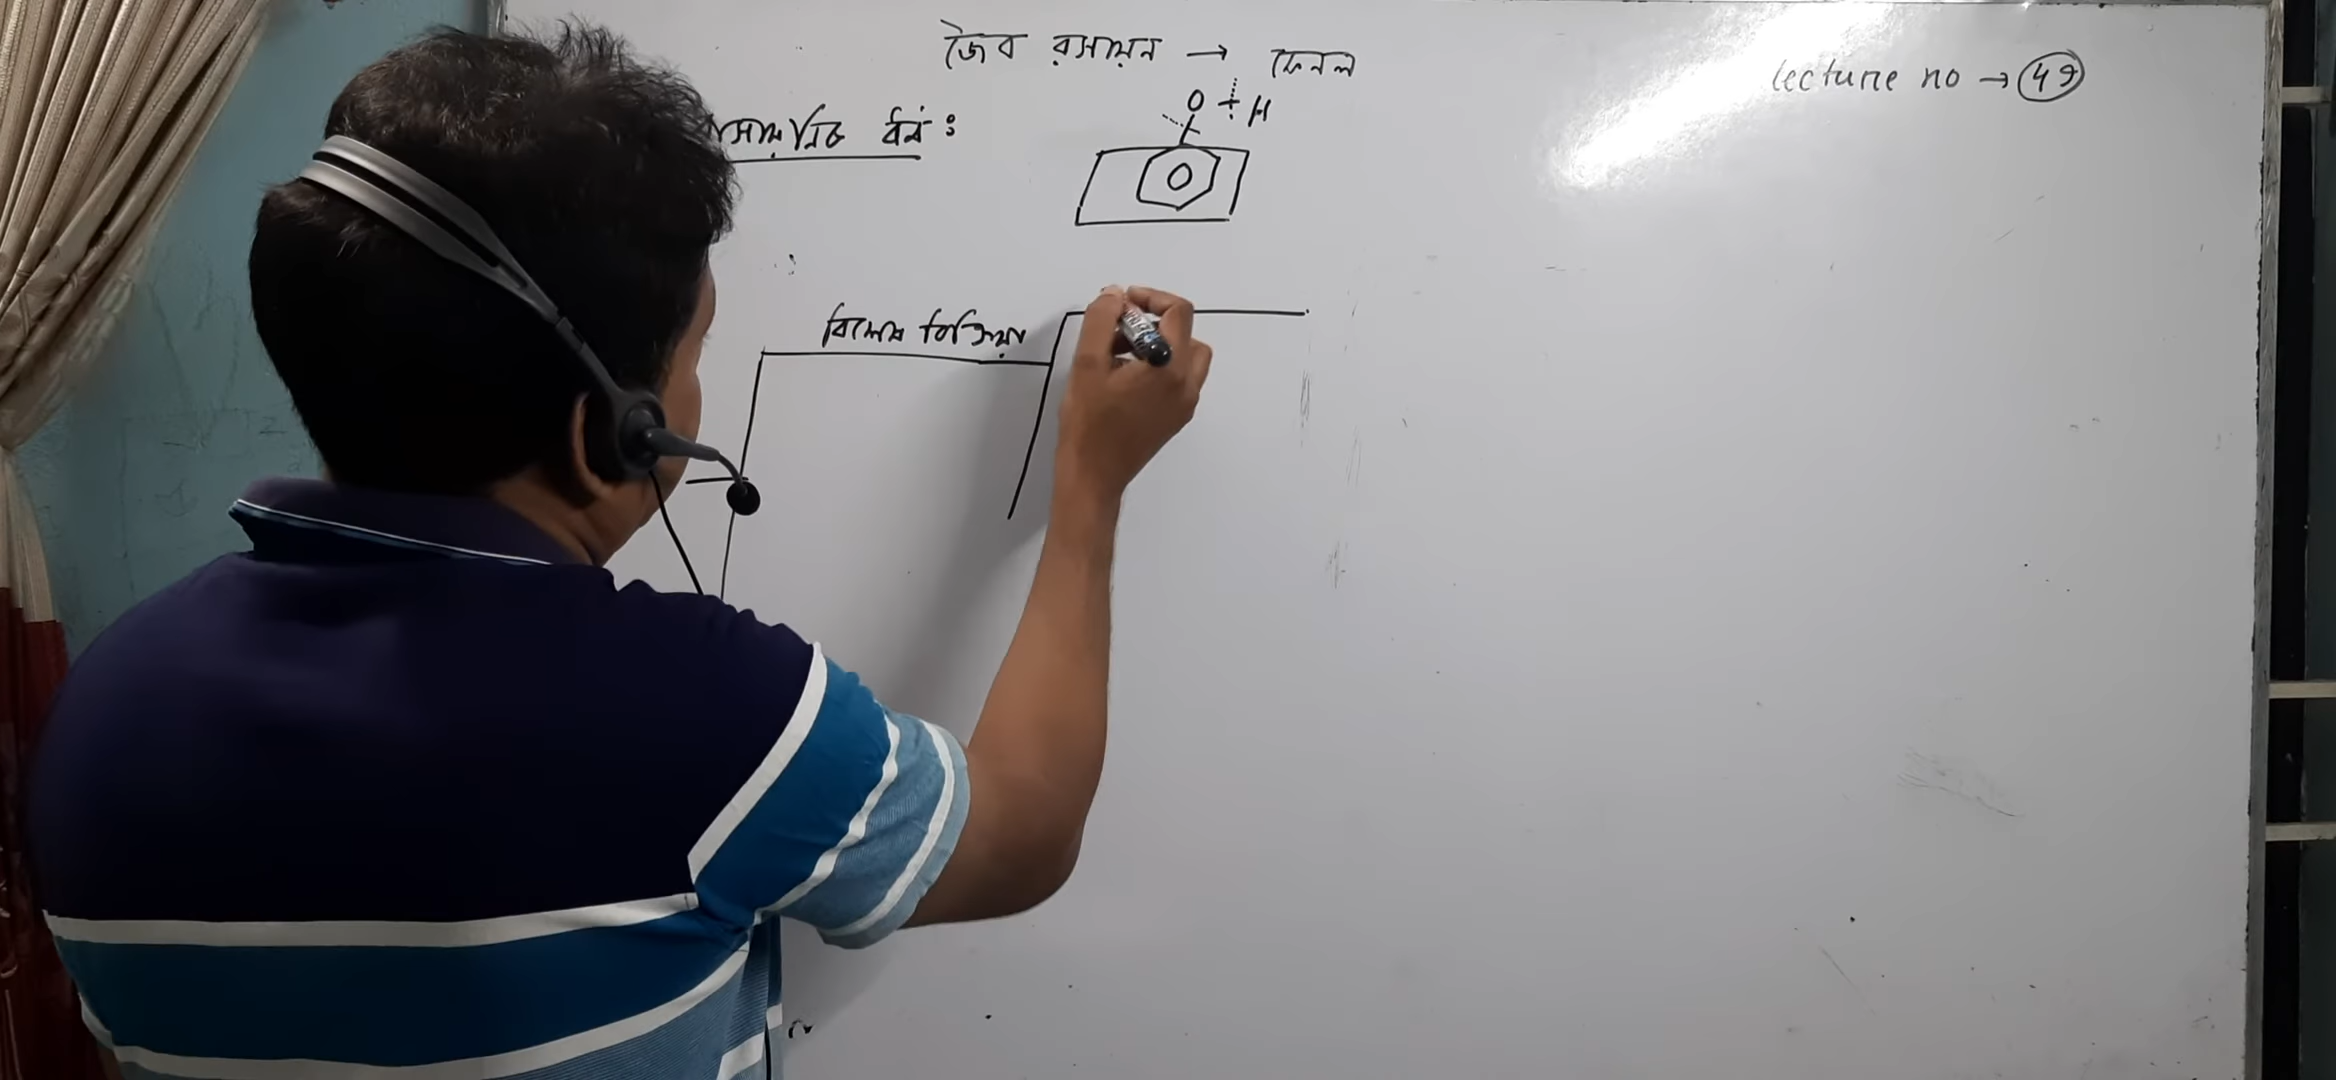 জৈব রসায়ন → ফেনল
lecture no → 49
O H
বিশেষ বিক্রিয়া